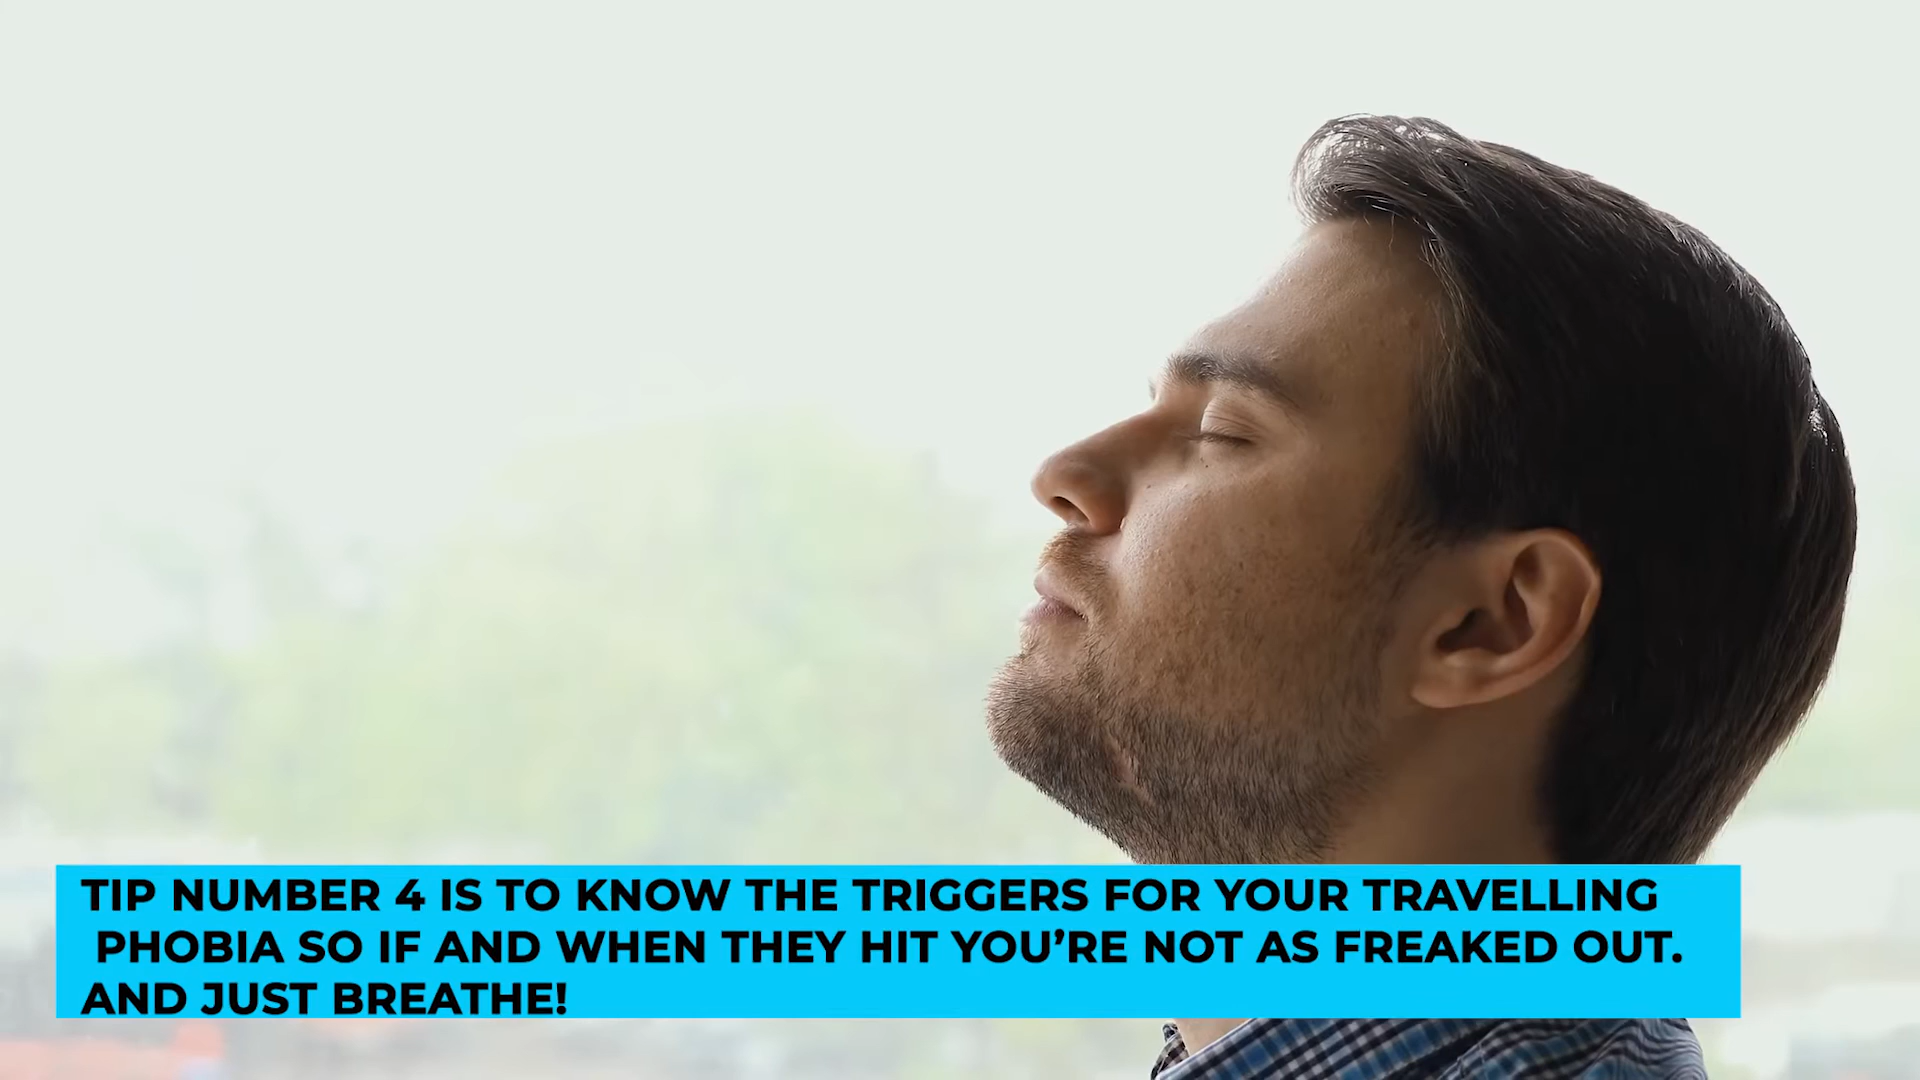 TIP NUMBER 4 IS TO KNOW THE TRIGGERS FOR YOUR TRAVELLING
PHOBIA SO IF AND WHEN THEY HIT YOU’RE NOT AS FREAKED OUT.
AND JUST BREATHE!